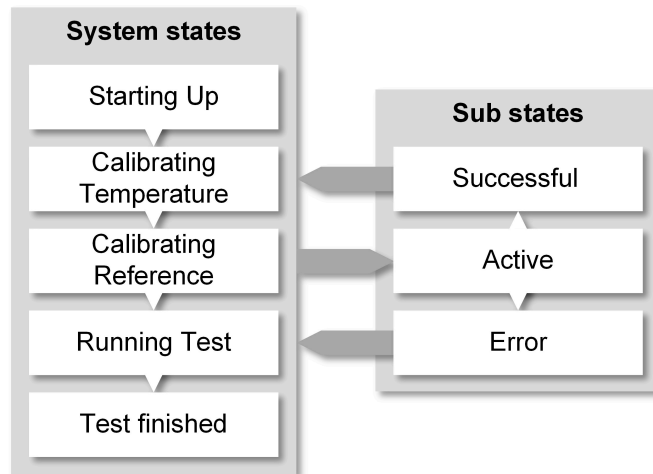 System states
Starting Up
Calibrating
Temperature
Calibrating
Reference
Running Test
Test finished
Sub states
Successful
Active
Error